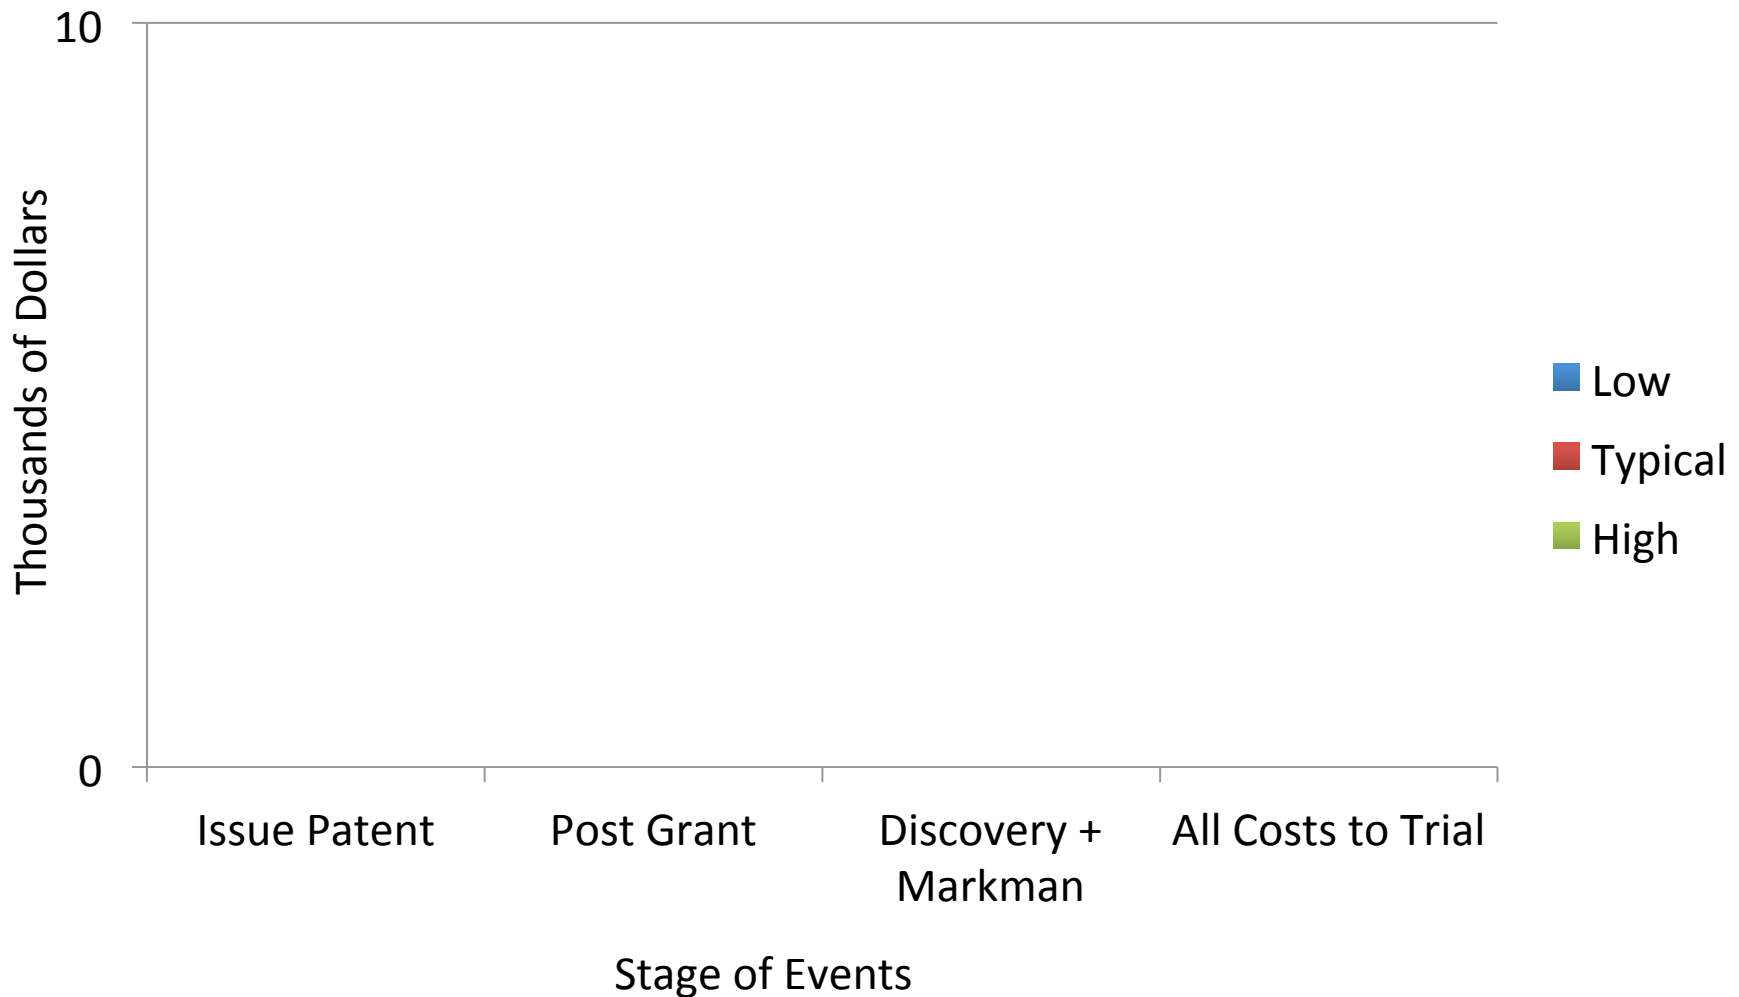 10
Thousands of Dollars
Low
Typical
High
0
Issue Patent
Post Grant
Discovery +
Markman
All Costs to Trial
Stage of Events